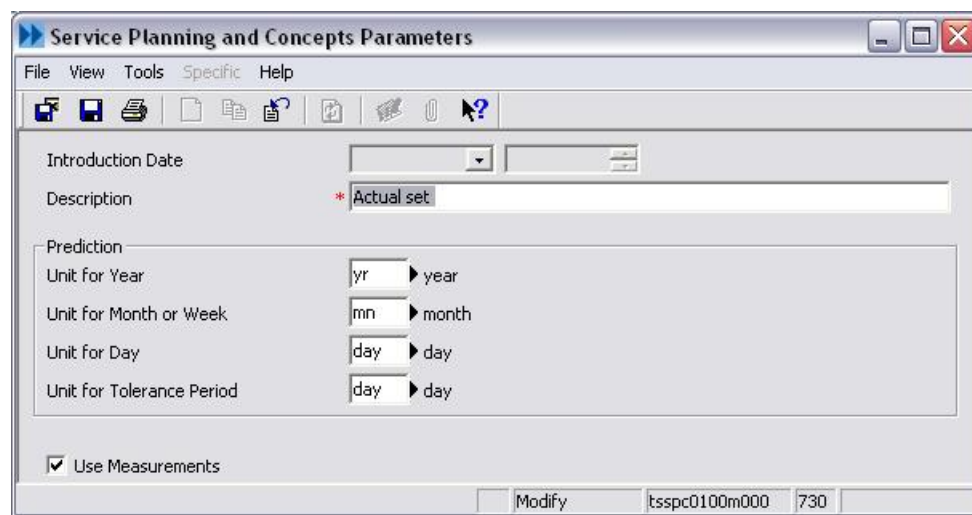 Service Planning and Concepts Parameters
File View Tools Specific Help
Introduction Date
Description * Actual set
Prediction
Unit for Year yr year
Unit for Month or Week mn month
Unit for Day day day
Unit for Tolerance Period day day
Use Measurements
Modify tsspc0100m000 730